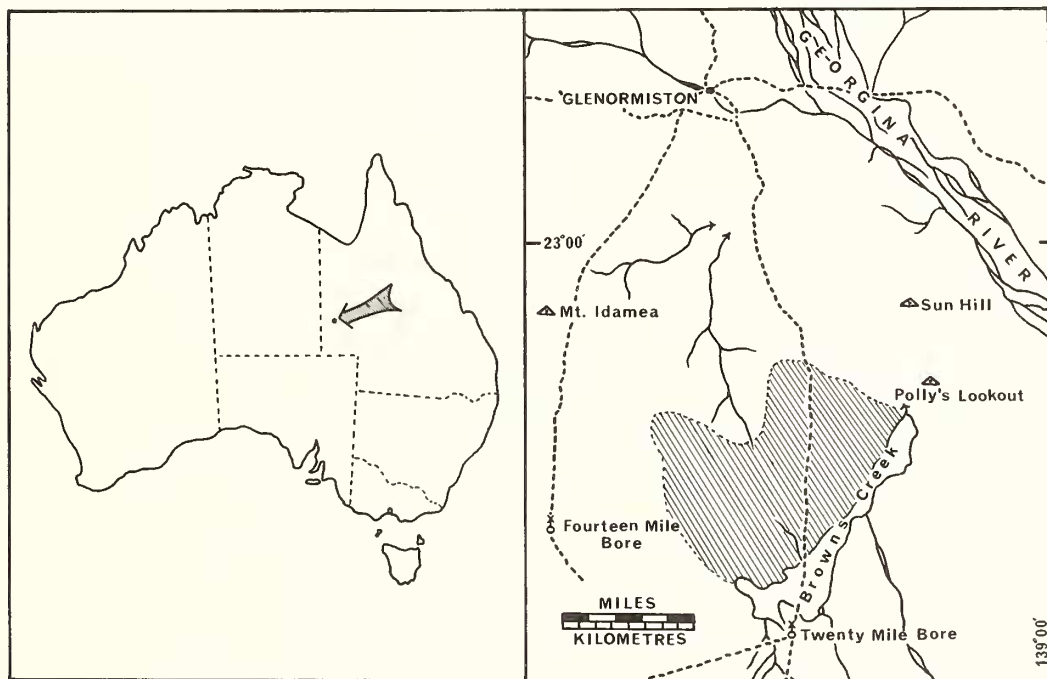 GLENORMISTON
GEORGINA
RIVER
23°00'
Mt. Idamea
Sun Hill
Polly's Lookout
Browns Creek
Fourteen Mile
Bore
MILES
KILOMETRES
Twenty Mile Bore
139°00'